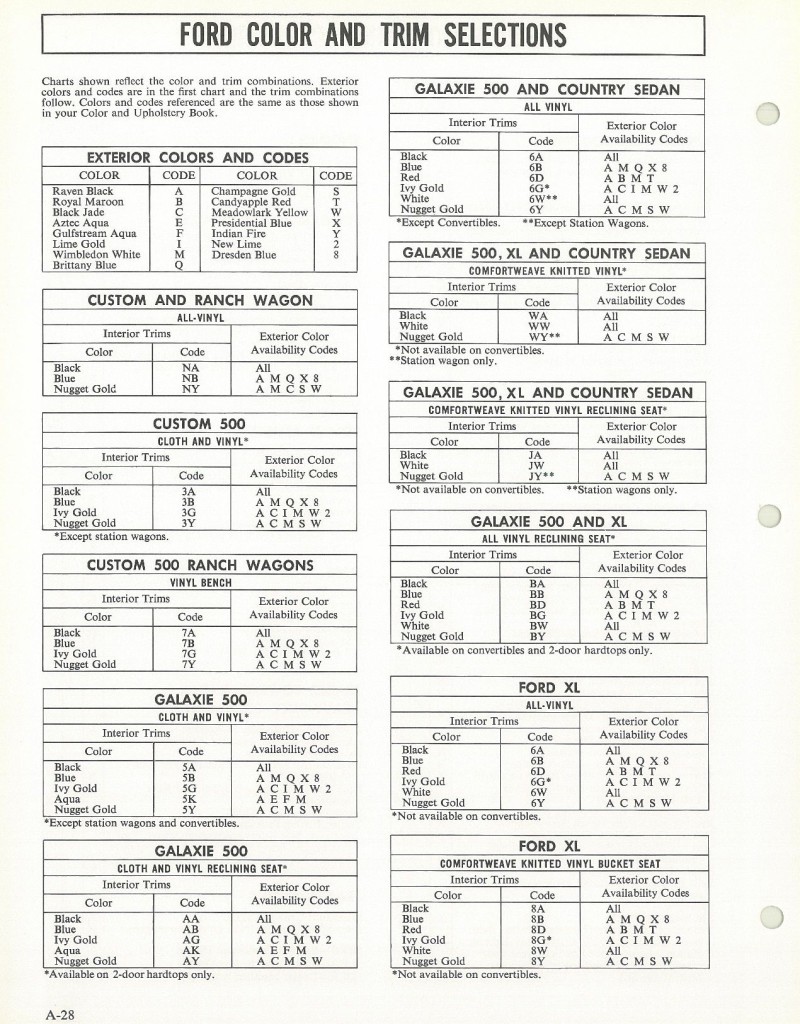 FORD COLOR AND TRIM SELECTIONS
Charts shown reflect the color and trim combinations. Exterior
colors and codes are in the first chart and the trim combinations
follow. Colors and codes referenced are the same as those shown
in your Color and Upholstery Book.
EXTERIOR COLORS AND CODES
COLOR CODE COLOR CODE
Raven Black A Champagne Gold S
Royal Maroon B Candyapple Red T
Black Jade C Meadowlark Yellow W
Aztec Aqua E Presidential Blue X
Gulfstream Aqua F Indian Fire Y
Lime Gold I New Lime 2
Wimbledon White M Dresden Blue 8
Brittany Blue Q
CUSTOM AND RANCH WAGON
ALL-VINYL
Interior Trims Exterior Color
Color Code Availability Codes
Black NA All
Blue NB A M Q X 8
Nugget Gold NY A M C S W
CUSTOM 500
CLOTH AND VINYL*
Interior Trims Exterior Color
Color Code Availability Codes
Black 3A All
Blue 3B A M Q X 8
Ivy Gold 3G A C I M W 2
Nugget Gold 3Y A C M S W
*Except station wagons.
CUSTOM 500 RANCH WAGONS
VINYL BENCH
Interior Trims Exterior Color
Color Code Availability Codes
Black 7A All
Blue 7B A M Q X 8
Ivy Gold 7G A C I M W 2
Nugget Gold 7Y A C M S W
GALAXIE 500
CLOTH AND VINYL*
Interior Trims Exterior Color
Color Code Availability Codes
Black 5A All
Blue 5B A M Q X 8
Ivy Gold 5G A C I M W 2
Aqua 5K A E F M
Nugget Gold 5Y A C M S W
*Except station wagons and convertibles.
GALAXIE 500
CLOTH AND VINYL RECLINING SEAT*
Interior Trims Exterior Color
Color Code Availability Codes
Black AA All
Blue AB A M Q X 8
Ivy Gold AG A C I M W 2
Aqua AK A E F M
Nugget Gold AY A C M S W
*Available on 2-door hardtops only.
A-28
GALAXIE 500 AND COUNTRY SEDAN
ALL VINYL
Interior Trims Exterior Color
Color Code Availability Codes
Black 6A All
Blue 6B A M Q X 8
Red 6D A B M T
Ivy Gold 6G* A C I M W 2
White 6W** All
Nugget Gold 6Y A C M S W
*Except Convertibles. **Except Station Wagons.
GALAXIE 500, XL AND COUNTRY SEDAN
COMFORTWEAVE KNITTED VINYL*
Interior Trims Exterior Color
Color Code Availability Codes
Black WA All
White WW All
Nugget Gold WY** A C M S W
*Not available on convertibles.
**Station wagon only.
GALAXIE 500, XL AND COUNTRY SEDAN
COMFORTWEAVE KNITTED VINYL RECLINING SEAT*
Interior Trims Exterior Color
Color Code Availability Codes
Black JA All
White JW All
Nugget Gold JY** A C M S W
*Not available on convertibles. **Station wagons only.
GALAXIE 500 AND XL
ALL VINYL RECLINING SEAT*
Interior Trims Exterior Color
Color Code Availability Codes
Black BA All
Blue BB A M Q X 8
Red BD A B M T
Ivy Gold BG A C I M W 2
White BW All
Nugget Gold BY A C M S W
*Available on convertibles and 2-door hardtops only.
FORD XL
ALL-VINYL
Interior Trims Exterior Color
Color Code Availability Codes
Black 6A All
Blue 6B A M Q X 8
Red 6D A B M T
Ivy Gold 6G* A C I M W 2
White 6W All
Nugget Gold 6Y A C M S W
*Not available on convertibles.
FORD XL
COMFORTWEAVE KNITTED VINYL BUCKET SEAT
Interior Trims Exterior Color
Color Code Availability Codes
Black 8A All
Blue 8B A M Q X 8
Red 8D A B M T
Ivy Gold 8G* A C I M W 2
White 8W All
Nugget Gold 8Y A C M S W
*Not available on convertibles.